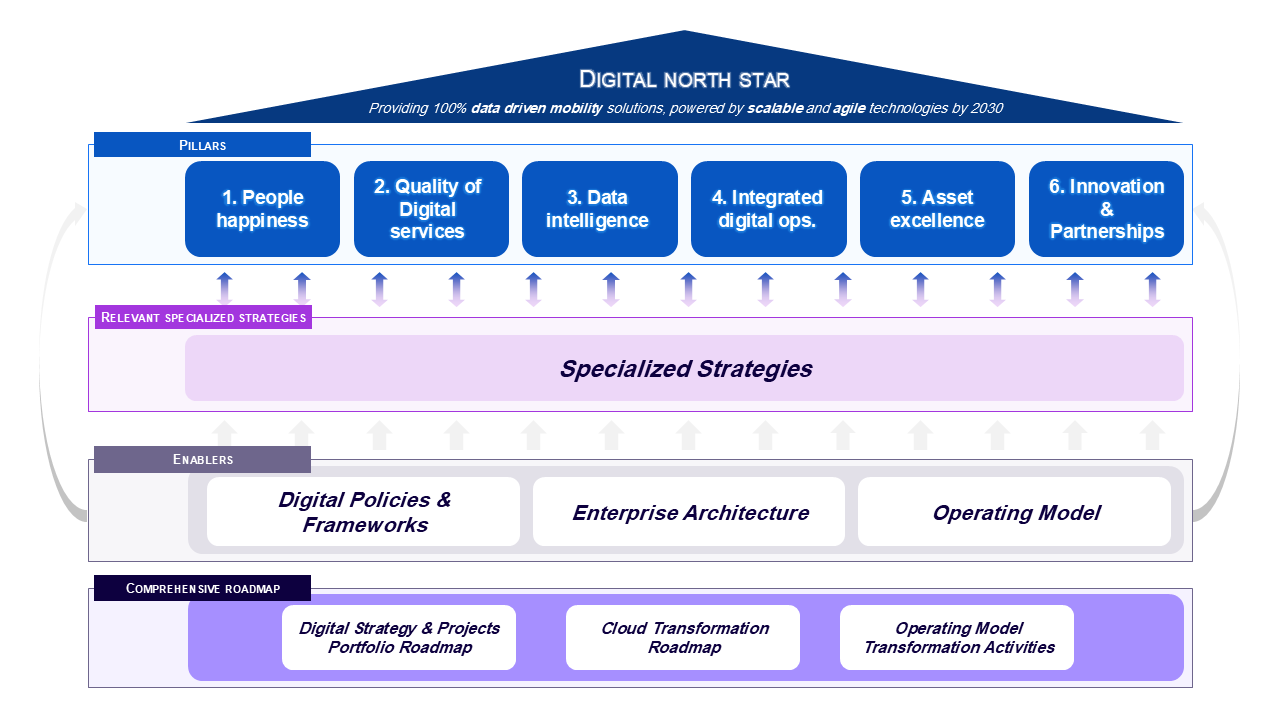 DIGITAL NORTH STAR
Providing 100% data driven mobility solutions, powered by scalable and agile technologies by 2030
PILLARS
1. People
happiness
2. Quality of
Digital
services
3. Data
intelligence
4. Integrated
digital ops.
5. Asset
excellence
6. Innovation
&
Partnerships
RELEVANT SPECIALIZED STRATEGIES
Specialized Strategies
ENABLERS
Digital Policies &
Frameworks
Enterprise Architecture
Operating Model
COMPREHENSIVE ROADMAP
Digital Strategy & Projects
Portfolio Roadmap
Cloud Transformation
Roadmap
Operating Model
Transformation Activities